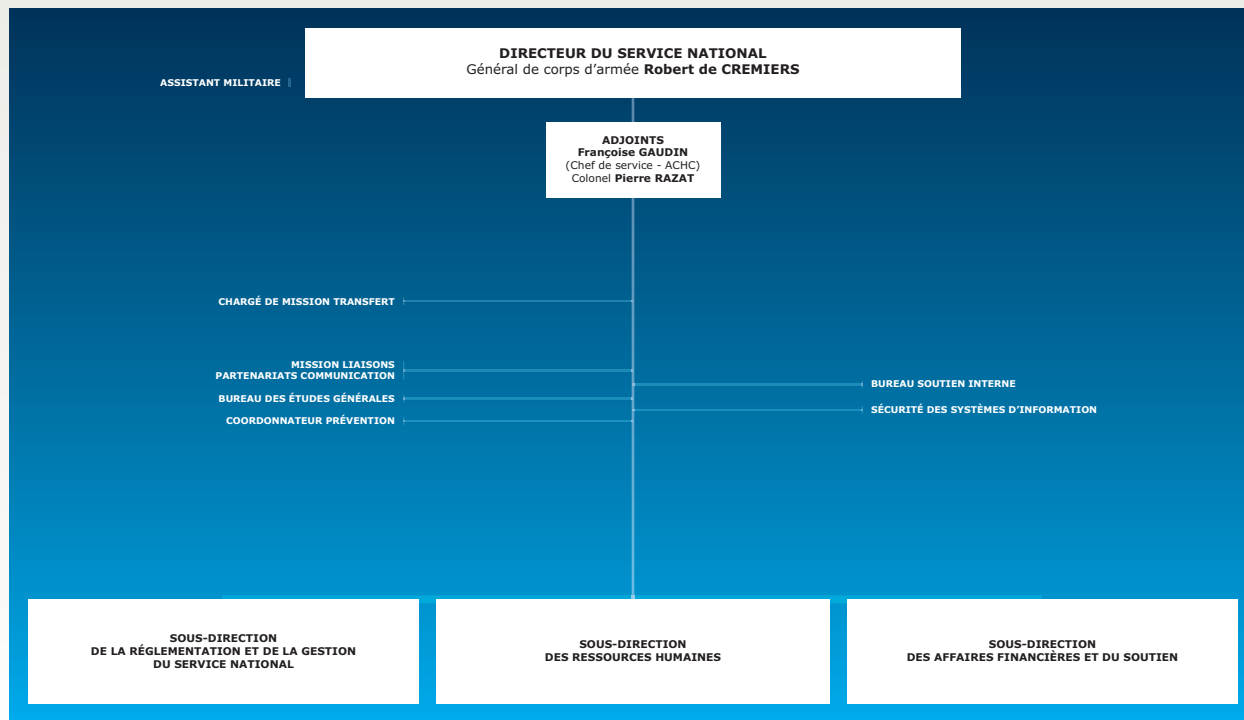 DIRECTEUR DU SERVICE NATIONAL
Général de corps d’armée Robert de CREMIERS
ASSISTANT MILITAIRE
ADJOINTS
Françoise GAUDIN
(Chef de service - ACHC)
Colonel Pierre RAZAT
CHARGÉ DE MISSION TRANSFERT
MISSION LIAISONS
PARTENARIATS COMMUNICATION
BUREAU DES ÉTUDES GÉNÉRALES
COORDONNATEUR PRÉVENTION
BUREAU SOUTIEN INTERNE
SÉCURITÉ DES SYSTÈMES D’INFORMATION
SOUS-DIRECTION
DE LA RÉGLEMENTATION ET DE LA GESTION
DU SERVICE NATIONAL
SOUS-DIRECTION
DES RESSOURCES HUMAINES
SOUS-DIRECTION
DES AFFAIRES FINANCIÈRES ET DU SOUTIEN